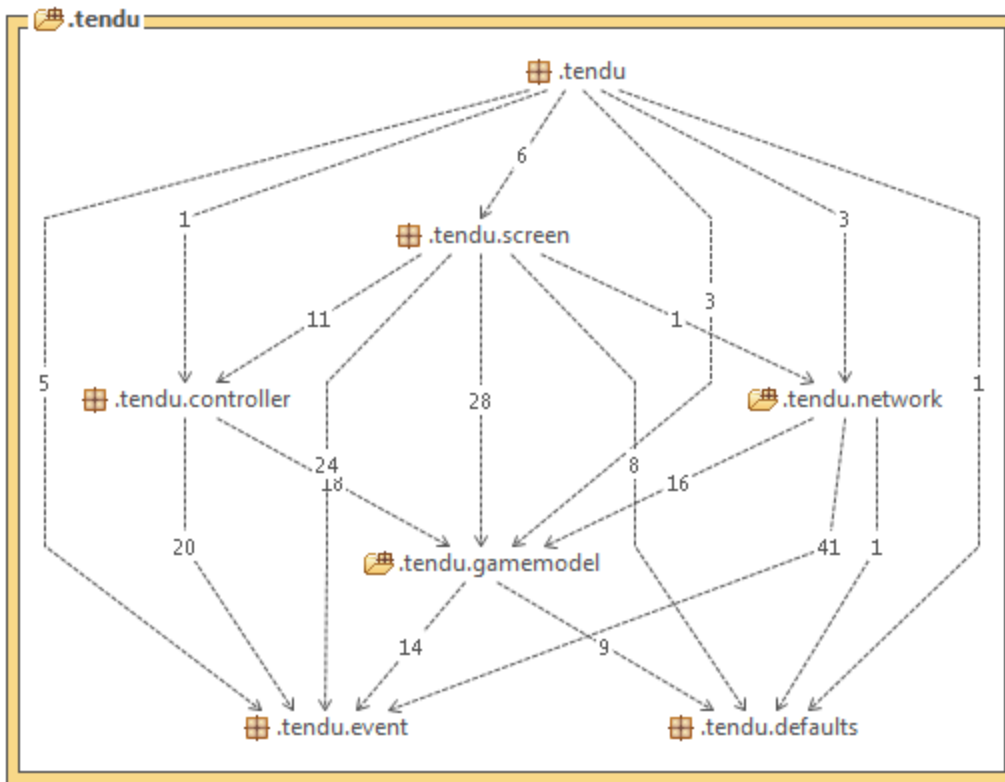 .tendu
.tendu
6
1
3
.tendu.screen
3
11
1
5
1
.tendu.controller
28
.tendu.network
24
8
18
16
20
41
1
.tendu.gamemodel
14
9
.tendu.event
.tendu.defaults